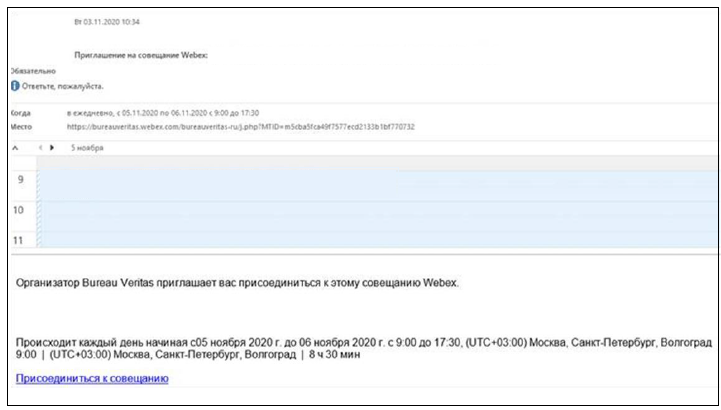 Вт 03.11.2020 10:34
Приглашение на совещание Webex:
Обязательно
Ответьте, пожалуйста.
Когда в ежедневно, с 05.11.2020 по 06.11.2020 с 9:00 до 17:30
Место https://bureauveritas.webex.com/bureauveritas-ru/j.php?MTID=m5cba5fca49f7577ecd2133b1bf770732
5 ноября
9
10
11
Организатор Bureau Veritas приглашает вас присоединиться к этому совещанию Webex.
Происходит каждый день начиная с05 ноября 2020 г. до 06 ноября 2020 г. с 9:00 до 17:30, (UTC+03:00) Москва, Санкт-Петербург, Волгоград
9:00 | (UTC+03:00) Москва, Санкт-Петербург, Волгоград | 8 ч 30 мин
Присоединиться к совещанию